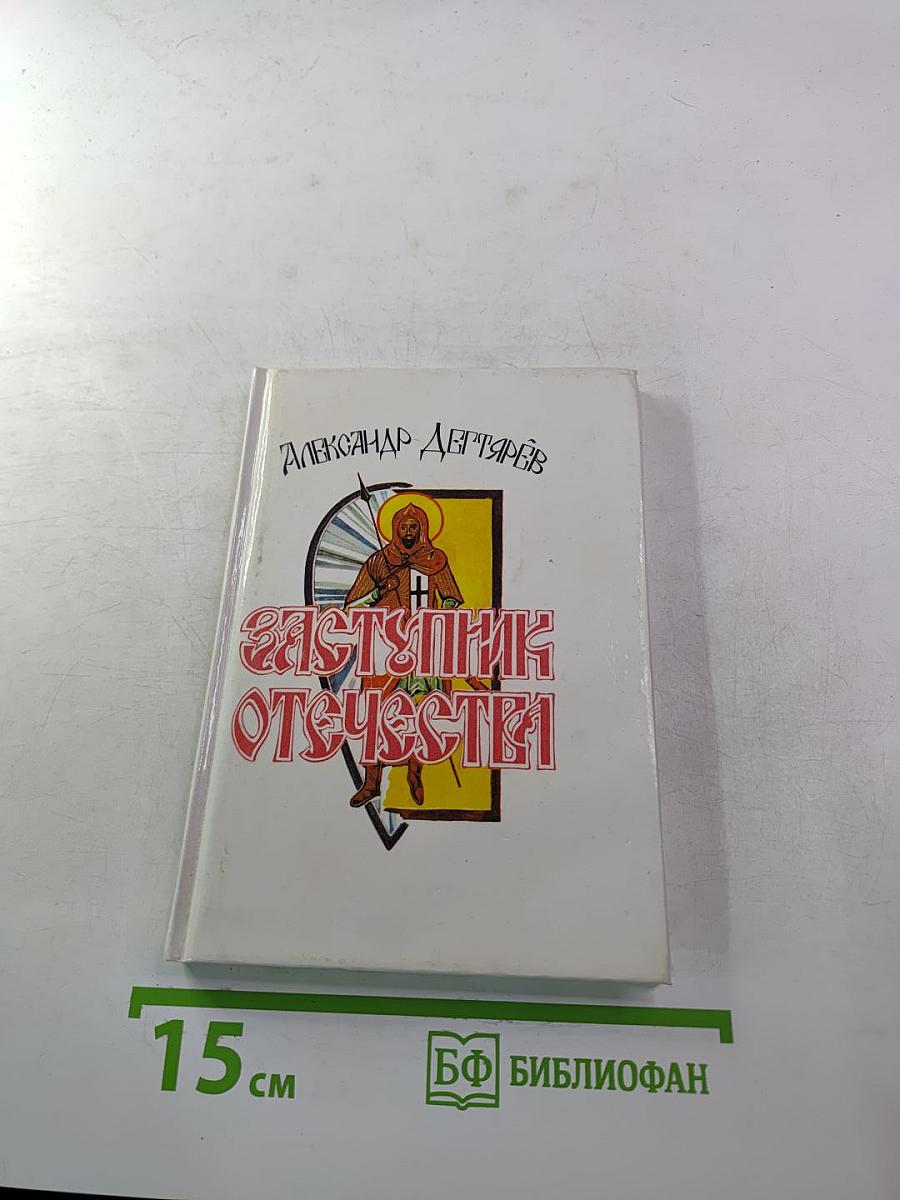 АЛЕКСАНДР ДЕГТЯРЁВ
ЗАСТУПНИК
ОТЕЧЕСТВА
15 см
БФ БИБЛИОФАН